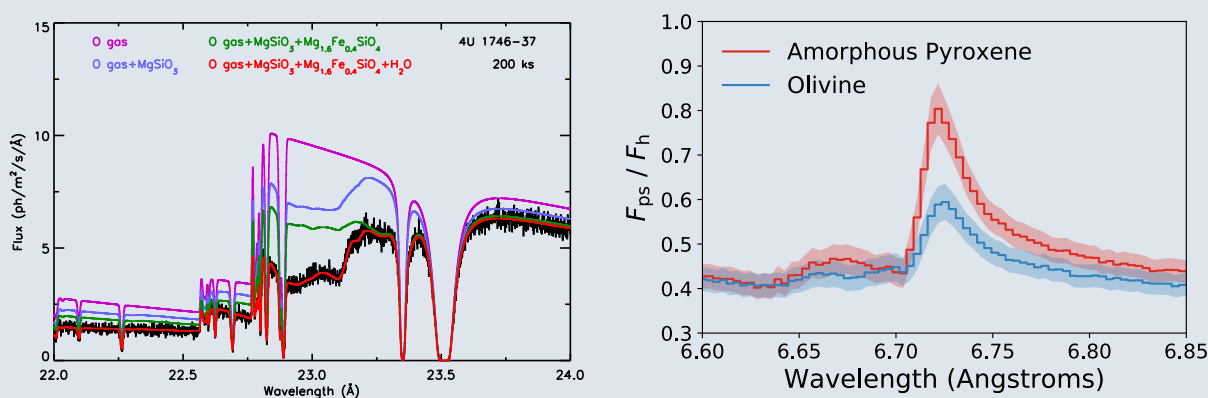 O gas
O gas+MgSiO₃+Mg₁.₆Fe₀.₄SiO₄
4U 1746-37
O gas+MgSiO₃
O gas+MgSiO₃+Mg₁.₆Fe₀.₄SiO₄+H₂O
200 ks
15
10
5
0
Flux (ph/m²/s/Å)
22.0 22.5 23.0 23.5 24.0
Wavelength (Å)
Amorphous Pyroxene
Olivine
1.0
0.9
0.8
0.7
0.6
0.5
0.4
0.3
F_ps / F_h
6.60 6.65 6.70 6.75 6.80 6.85
Wavelength (Angstroms)